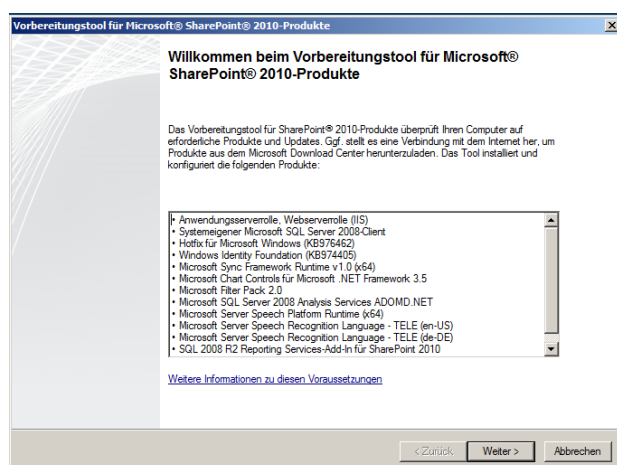 Vorbereitungstool für Microsoft® SharePoint® 2010-Produkte
Willkommen beim Vorbereitungstool für Microsoft®
SharePoint® 2010-Produkte
Das Vorbereitungstool für SharePoint® 2010-Produkte überprüft Ihren Computer auf
erforderliche Produkte und Updates. Ggf. stellt es eine Verbindung mit dem Internet her, um
Produkte aus dem Microsoft Download Center herunterzuladen. Das Tool installiert und
konfiguriert die folgenden Produkte:
• Anwendungsserverrolle, Webserverrolle (IIS)
• Systemeigener Microsoft SQL Server 2008-Client
• Hotfix für Microsoft Windows (KB976462)
• Windows Identity Foundation (KB974405)
• Microsoft Sync Framework Runtime v1.0 (x64)
• Microsoft Chart Controls für Microsoft .NET Framework 3.5
• Microsoft Filter Pack 2.0
• Microsoft SQL Server 2008 Analysis Services ADOMD.NET
• Microsoft Server Speech Platform Runtime (x64)
• Microsoft Server Speech Recognition Language - TELE (en-US)
• Microsoft Server Speech Recognition Language - TELE (de-DE)
• SQL 2008 R2 Reporting Services-Add-In für SharePoint 2010
Weitere Informationen zu diesen Voraussetzungen
< Zurück Weiter > Abbrechen